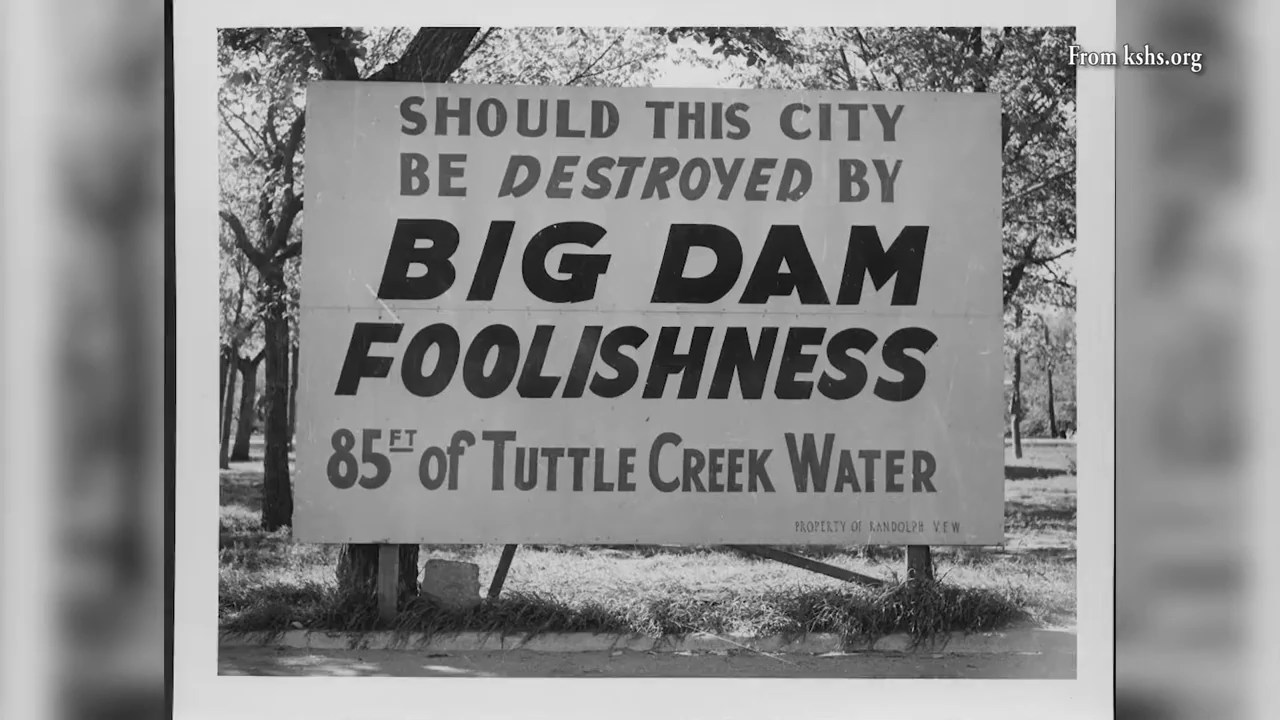 From kshs.org
SHOULD THIS CITY
BE DESTROYED BY
BIG DAM
FOOLISHNESS
85FT of TUTTLE CREEK WATER
PROPERTY OF RANDOLPH V F W